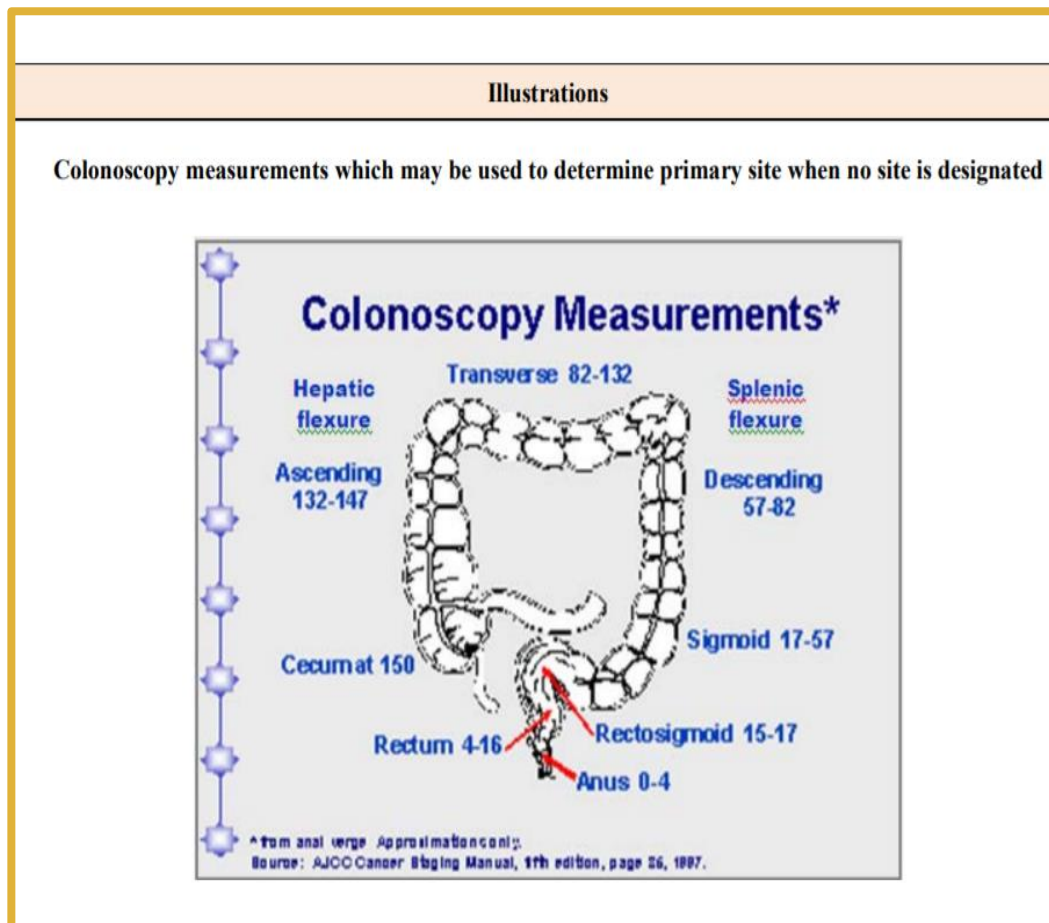 Illustrations
Colonoscopy measurements which may be used to determine primary site when no site is designated
Colonoscopy Measurements*
Transverse 82-132
Hepatic
flexure
Splenic
flexure
Ascending
132-147
Descending
57-82
Sigmoid 17-57
Cecum at 150
Rectosigmoid 15-17
Rectum 4-16
Anus 0-4
*from anal verge Approximations only.
Source: AJCC Cancer Staging Manual, edition, page 1997.